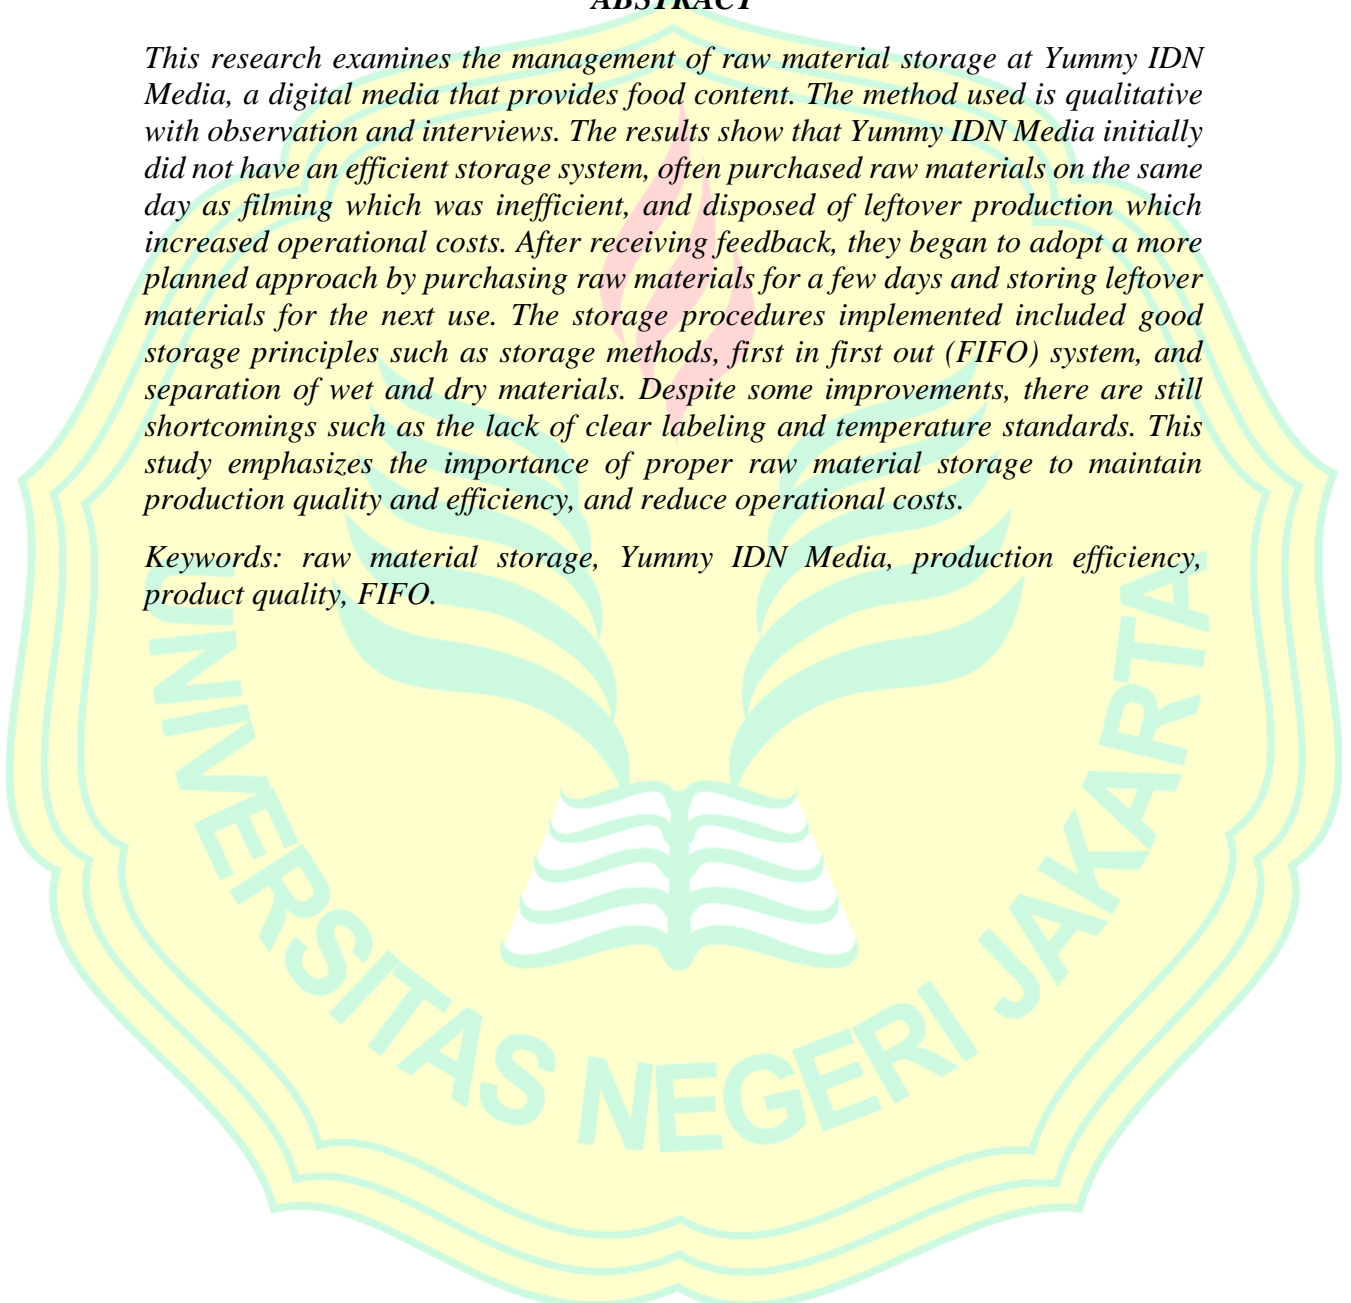 ABSTRACT
This research examines the management of raw material storage at Yummy IDN
Media, a digital media that provides food content. The method used is qualitative
with observation and interviews. The results show that Yummy IDN Media initially
did not have an efficient storage system, often purchased raw materials on the same
day as filming which was inefficient, and disposed of leftover production which
increased operational costs. After receiving feedback, they began to adopt a more
planned approach by purchasing raw materials for a few days and storing leftover
materials for the next use. The storage procedures implemented included good
storage principles such as storage methods, first in first out (FIFO) system, and
separation of wet and dry materials. Despite some improvements, there are still
shortcomings such as the lack of clear labeling and temperature standards. This
study emphasizes the importance of proper raw material storage to maintain
production quality and efficiency, and reduce operational costs.
Keywords: raw material storage, Yummy IDN Media, production efficiency,
product quality, FIFO.
UNIVERSITAS NEGERI JAKARTA